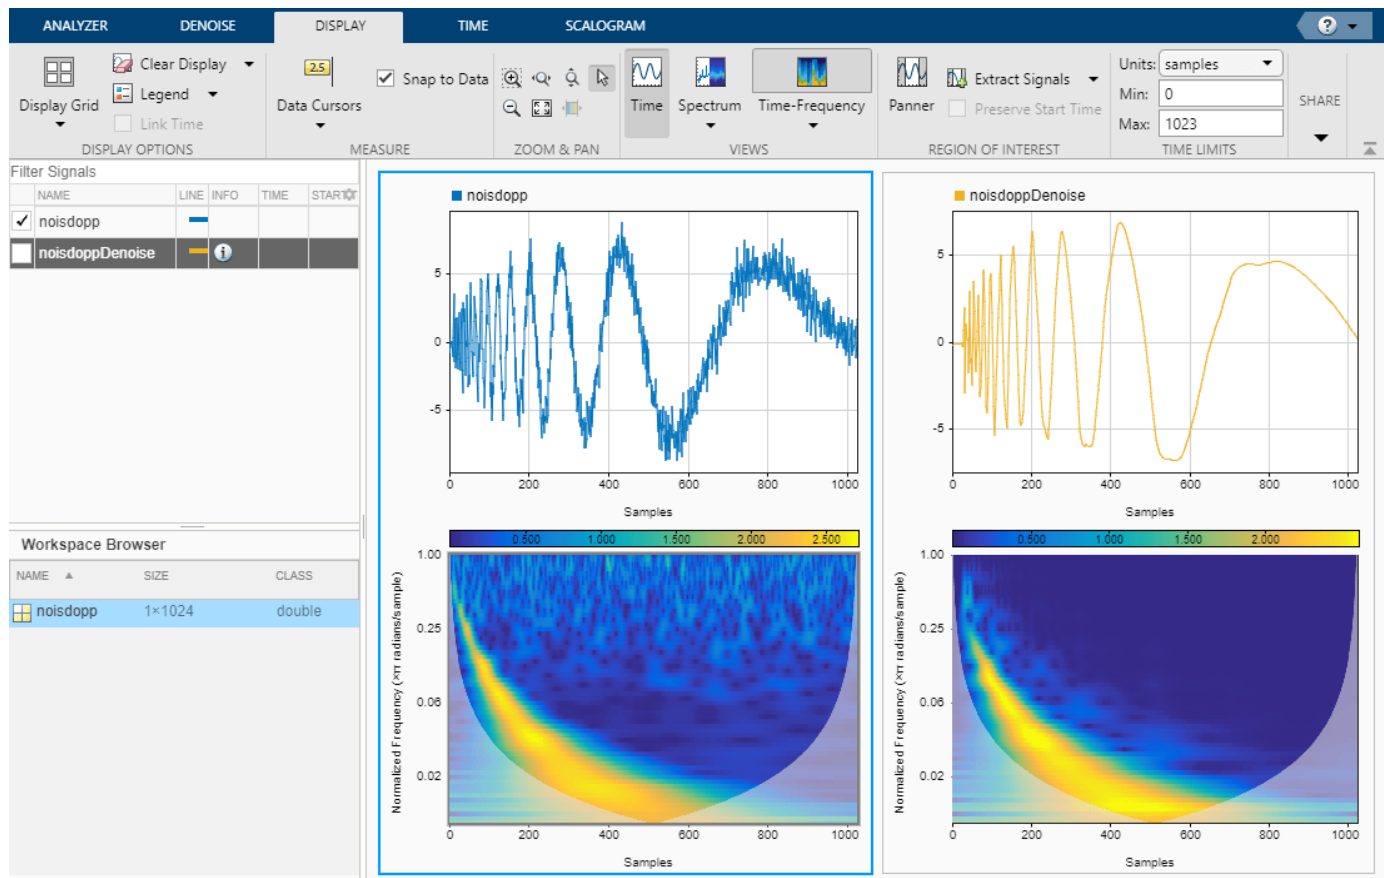 ANALYZER DENOISE DISPLAY TIME SCALOGRAM ?
Display Grid
Clear Display
Legend
Link Time
DISPLAY OPTIONS
2.5
Data Cursors
Snap to Data
MEASURE
ZOOM & PAN
Time Spectrum Time-Frequency
VIEWS
Panner
Extract Signals
Preserve Start Time
REGION OF INTEREST
Units: samples
Min: 0
Max: 1023
TIME LIMITS
SHARE
Filter Signals
NAME LINE INFO TIME START
noisdopp
noisdoppDenoise i
Workspace Browser
NAME SIZE CLASS
noisdopp 1×1024 double
noisdopp
5
0
-5
0 200 400 600 800 1000
Samples
0.500 1.000 1.500 2.000 2.500
Normalized Frequency (×π radians/sample)
1.00
0.25
0.06
0.02
0 200 400 600 800 1000
Samples
noisdoppDenoise
5
0
-5
0 200 400 600 800 1000
Samples
0.500 1.000 1.500 2.000
Normalized Frequency (×π radians/sample)
1.00
0.25
0.06
0.02
0 200 400 600 800 1000
Samples